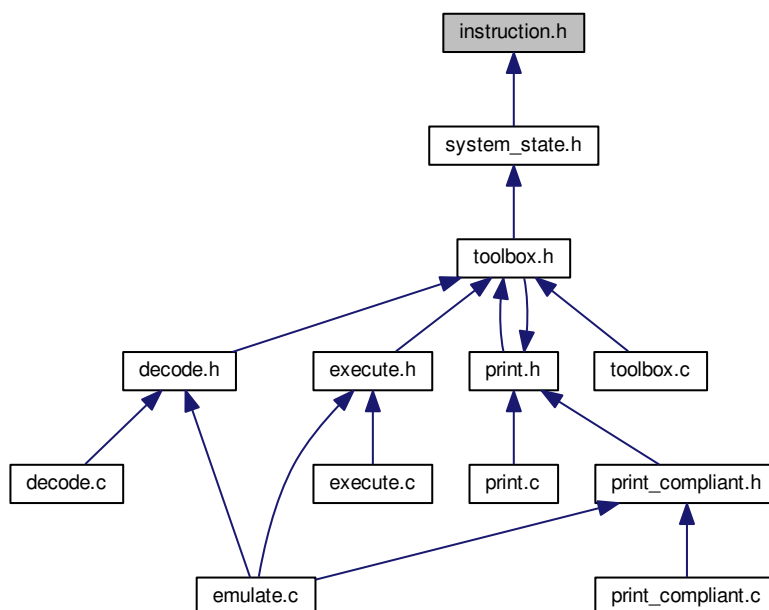 instruction.h
system_state.h
toolbox.h
decode.h
execute.h
print.h
toolbox.c
decode.c
execute.c
print.c
print_compliant.h
emulate.c
print_compliant.c